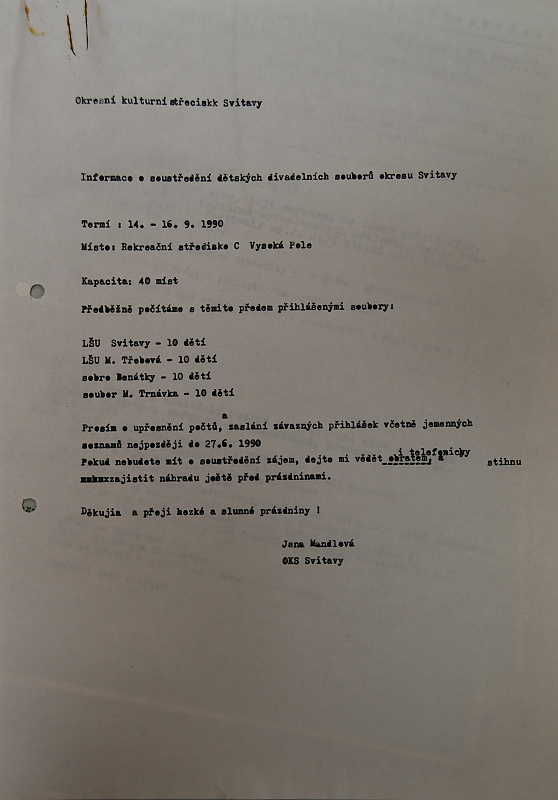 Okresní kulturní střeciskk Svitavy
Informace o soustředění dětských divadelních souborů okresu Svitavy
Termí : 14. - 16. 9. 1990
Místo: Rekreační středisko C Vysoká Pole
Kapacita: 40 míst
Předběžně počítáme s těmito předem přihlášenými soubory:
LŠU Svitavy - 10 dětí
LŠU M. Třebová - 10 dětí
sobro Benátky - 10 dětí
soubor M. Trnávka - 10 dětí
a
Prosím o upřesnění počtů, zaslání závazných přihlášek včetně jemenných
seznamů nejpozději do 27.6. 1990
i telefonicky
Pokud nebudete mít o soustředění zájem, dejte mi vědět obratem, a stihnu
zajistit náhradu ještě před prázdninami.
Děkujia a přeji hezké a slunné prázdniny !
Jana Mandlová
OKS Svitavy